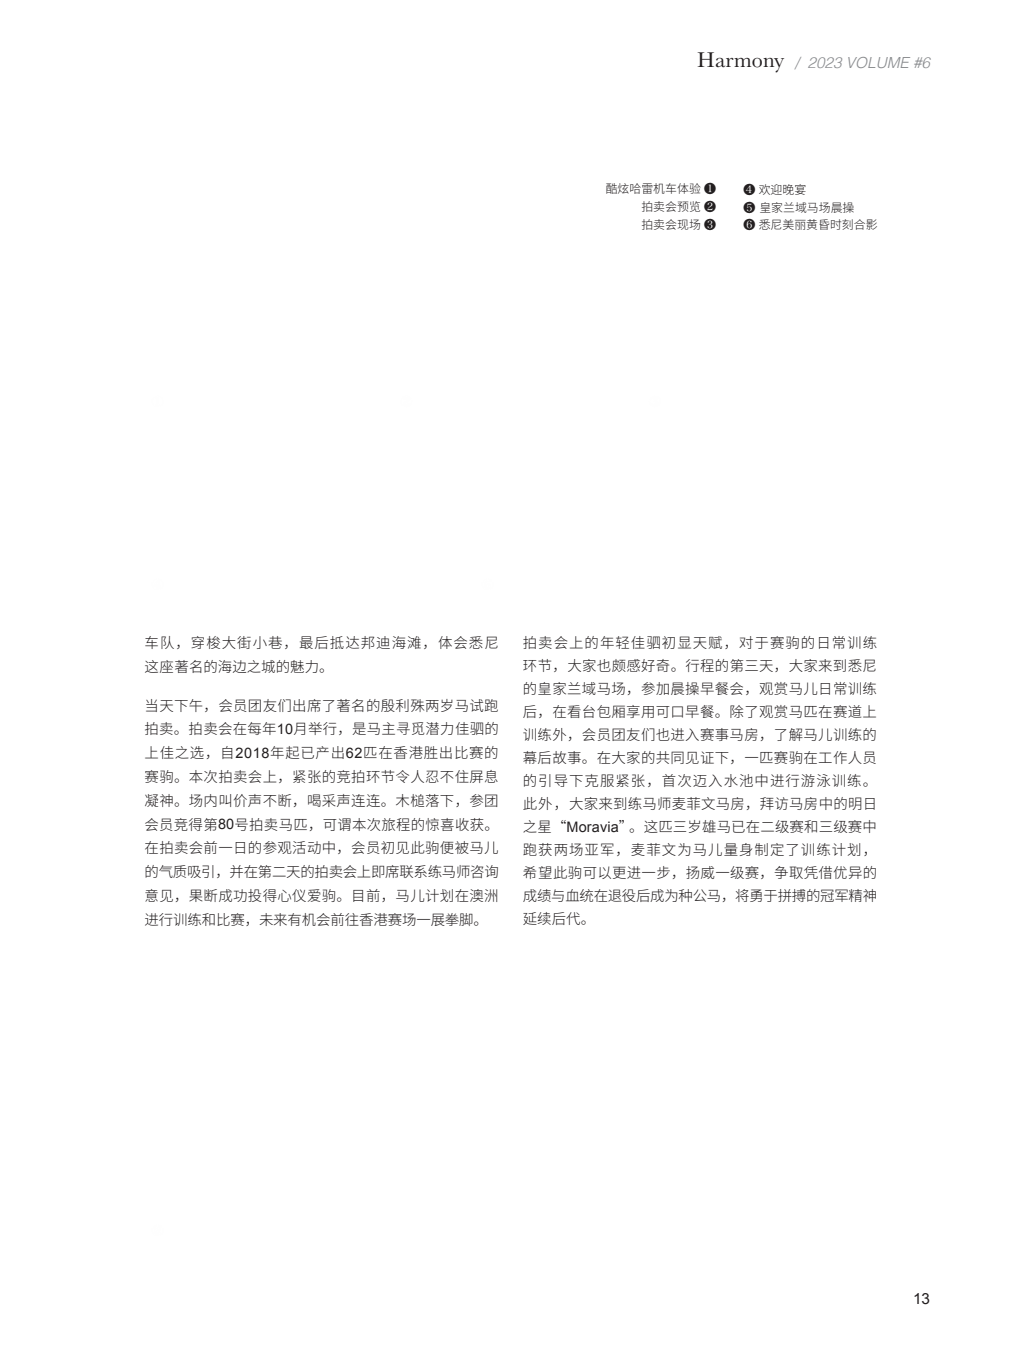 Harmony / 2023 VOLUME #6
酷炫哈雷机车体验 ❶
拍卖会预览 ❷
拍卖会现场 ❸
❹ 欢迎晚宴
❺ 皇家兰域马场晨操
❻ 悉尼美丽黄昏时刻合影
车队，穿梭大街小巷，最后抵达邦迪海滩，体会悉尼
这座著名的海边之城的魅力。
当天下午，会员团友们出席了著名的殷利殊两岁马试跑
拍卖。拍卖会在每年10月举行，是马主寻觅潜力佳驷的
上佳之选，自2018年起已产出62匹在香港胜出比赛的
赛驹。本次拍卖会上，紧张的竞拍环节令人忍不住屏息
凝神。场内叫价声不断，喝采声连连。木槌落下，参团
会员竞得第80号拍卖马匹，可谓本次旅程的惊喜收获。
在拍卖会前一日的参观活动中，会员初见此驹便被马儿
的气质吸引，并在第二天的拍卖会上即席联系练马师咨询
意见，果断成功投得心仪爱驹。目前，马儿计划在澳洲
进行训练和比赛，未来有机会前往香港赛场一展拳脚。
拍卖会上的年轻佳驷初显天赋，对于赛驹的日常训练
环节，大家也颇感好奇。行程的第三天，大家来到悉尼
的皇家兰域马场，参加晨操早餐会，观赏马儿日常训练
后，在看台包厢享用可口早餐。除了观赏马匹在赛道上
训练外，会员团友们也进入赛事马房，了解马儿训练的
幕后故事。在大家的共同见证下，一匹赛驹在工作人员
的引导下克服紧张，首次迈入水池中进行游泳训练。
此外，大家来到练马师麦菲文马房，拜访马房中的明日
之星“Moravia”。这匹三岁雄马已在二级赛和三级赛中
跑获两场亚军，麦菲文为马儿量身制定了训练计划，
希望此驹可以更进一步，扬威一级赛，争取凭借优异的
成绩与血统在退役后成为种公马，将勇于拼搏的冠军精神
延续后代。
13